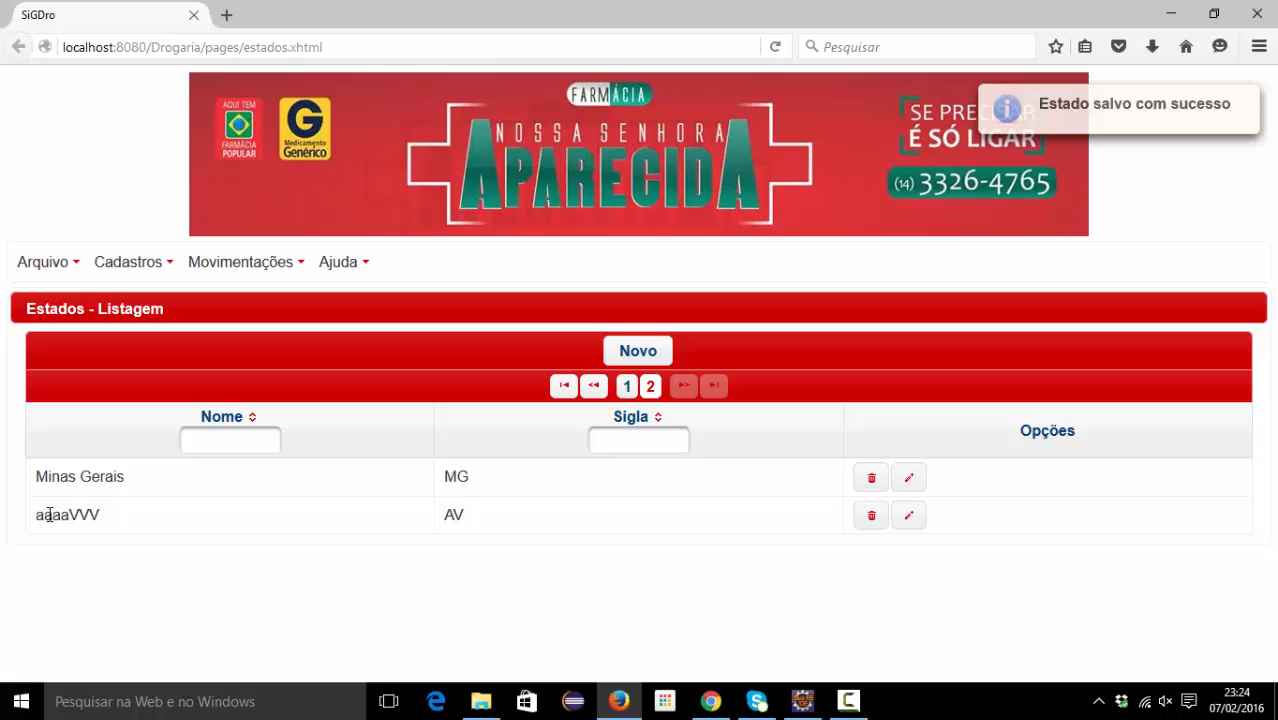 SiGDro
localhost:8080/Drogaria/pages/estados.xhtml
Pesquisar
AQUI TEM
FARMÁCIA
POPULAR
G
Medicamento
Genérico
FARMÁCIA
NOSSA SENHORA
APARECIDA
SE PREC
É SÓ LIGAR
(14) 3326-4765
Estado salvo com sucesso
Arquivo Cadastros Movimentações Ajuda
Estados - Listagem
Novo
1 2
Nome Sigla Opções
Minas Gerais MG
aaaaVVV AV
Pesquisar na Web e no Windows
23:24
07/02/2016